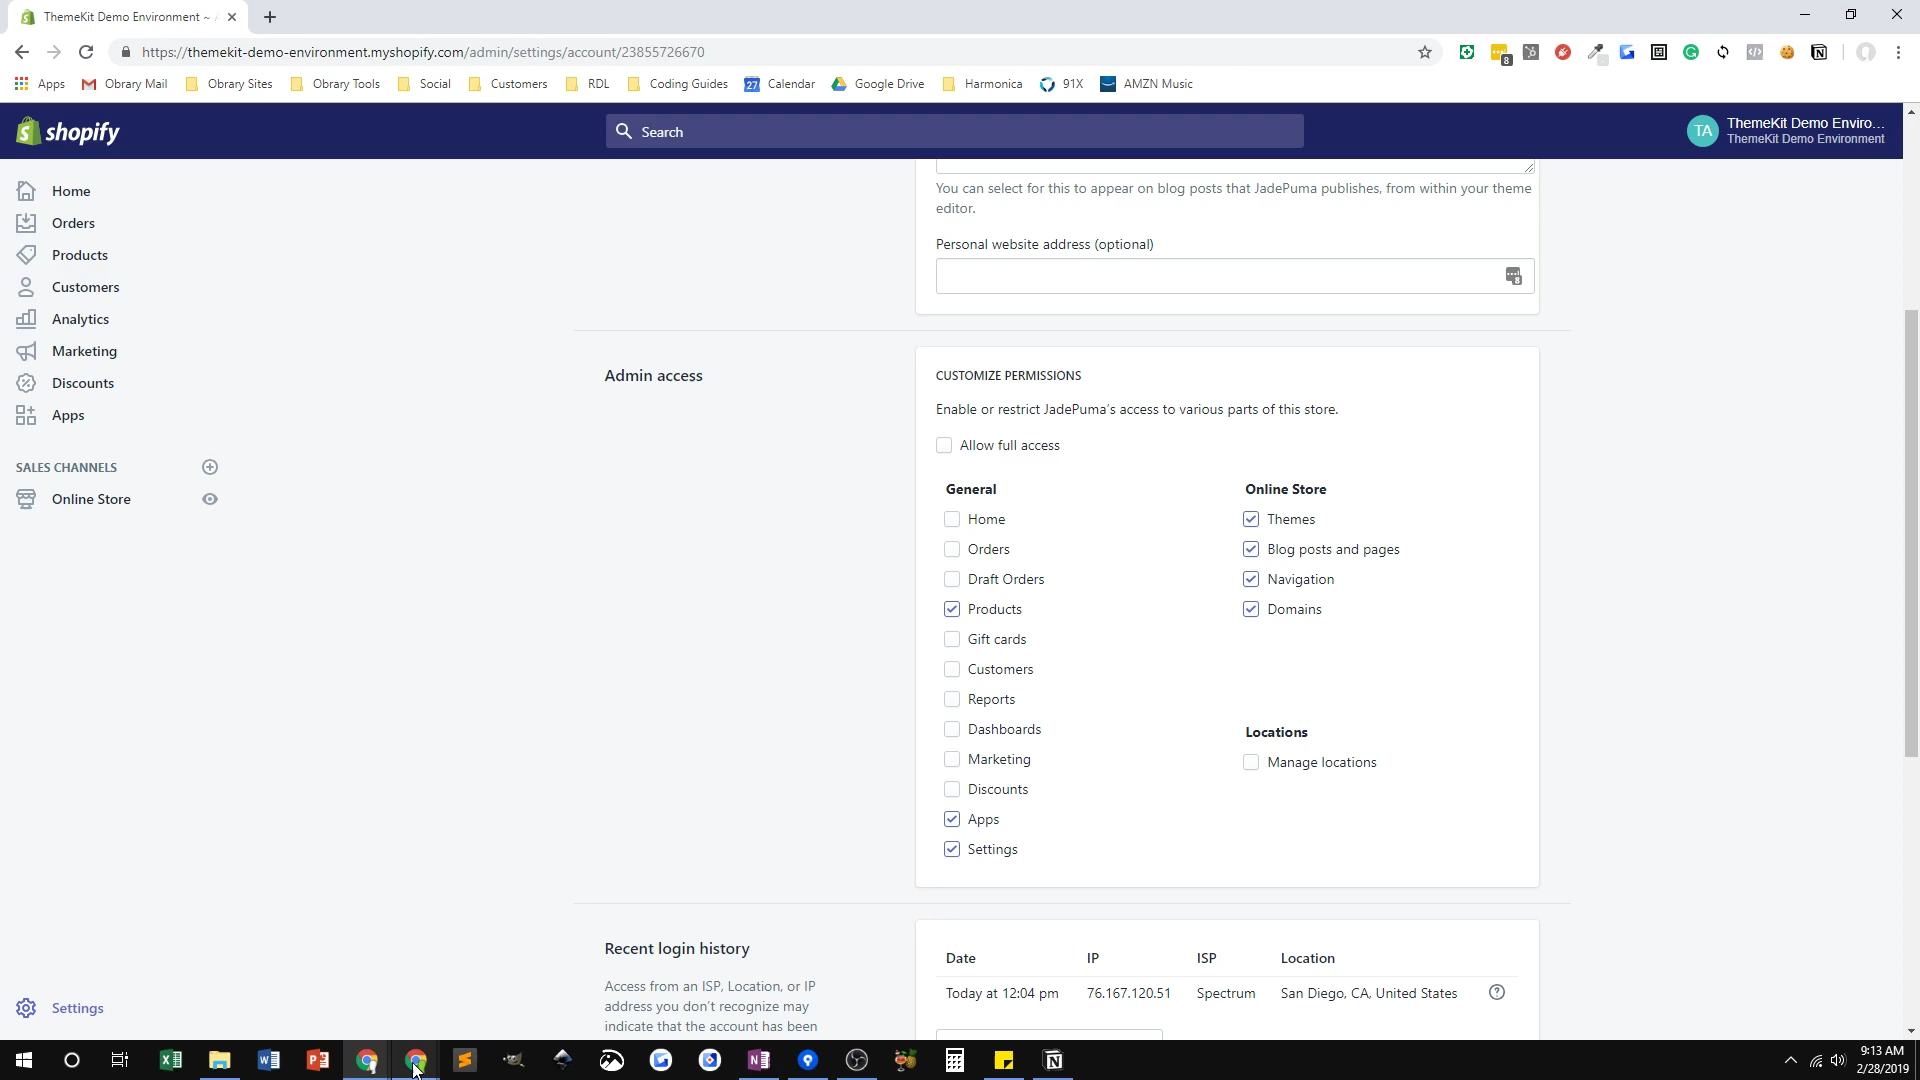 ThemeKit Demo Environment ~
https://themekit-demo-environment.myshopify.com/admin/settings/account/23855726670
8
Apps Obrary Mail Obrary Sites Obrary Tools Customers Social RDL Coding Guides 27 Calendar Google Drive Harmonica 91X AMZN Music
shopify
Search
TA
ThemeKit Demo Enviro...
ThemeKit Demo Environment
Home
Orders
Products
Customers
Analytics
Marketing
Discounts
Apps
SALES CHANNELS
Online Store
Settings
You can select for this to appear on blog posts that JadePuma publishes, from within your theme
editor.
Personal website address (optional)
8
Admin access
CUSTOMIZE PERMISSIONS
Enable or restrict JadePuma's access to various parts of this store.
Allow full access
General
Home
Orders
Draft Orders
Products
Gift cards
Customers
Reports
Dashboards
Marketing
Discounts
Apps
Settings
Online Store
Themes
Blog posts and pages
Navigation
Domains
Locations
Manage locations
Recent login history
Access from an ISP, Location, or IP
address you don't recognize may
indicate that the account has been
Date IP ISP Location
Today at 12:04 pm 76.167.120.51 Spectrum San Diego, CA, United States
9:13 AM
2/28/2019